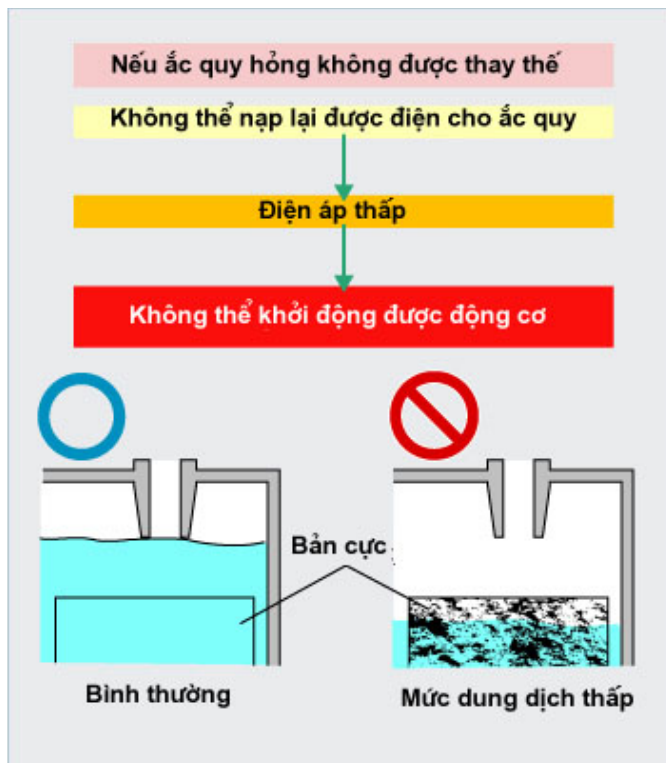 Nếu ắc quy hỏng không được thay thế
Không thể nạp lại được điện cho ắc quy
Điện áp thấp
Không thể khởi động được động cơ
Bản cực
Bình thường
Mức dung dịch thấp